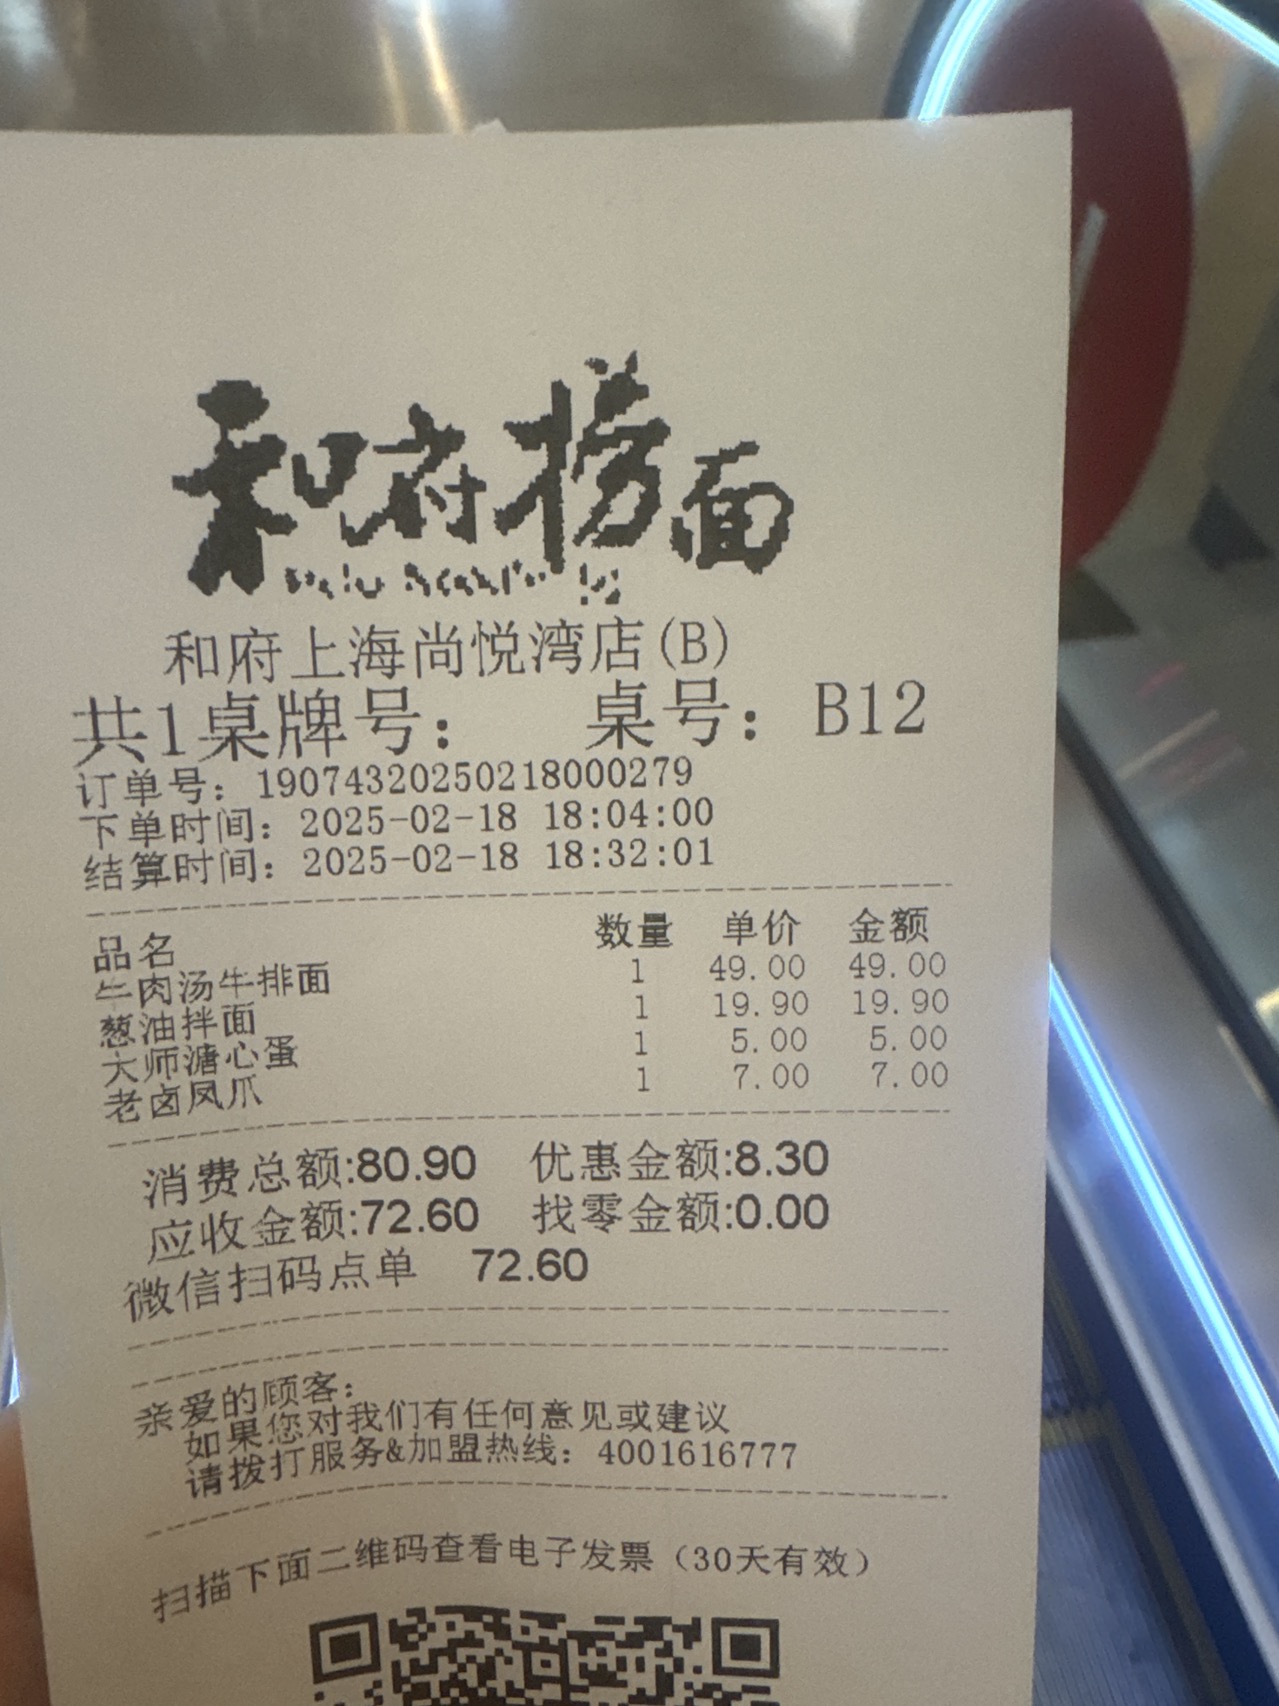 和府捞面
和府上海尚悦湾店(B)
共1桌牌号: 桌号: B12
订单号: 19074320250218000279
下单时间: 2025-02-18 18:04:00
结算时间: 2025-02-18 18:32:01
品名 数量 单价 金额
牛肉汤牛排面 1 49.00 49.00
葱油拌面 1 19.90 19.90
大师溏心蛋 1 5.00 5.00
老卤凤爪 1 7.00 7.00
消费总额:80.90 优惠金额:8.30
应收金额:72.60 找零金额:0.00
微信扫码点单 72.60
亲爱的顾客:
如果您对我们有任何意见或建议
请拨打服务&加盟热线: 4001616777
扫描下面二维码查看电子发票（30天有效）